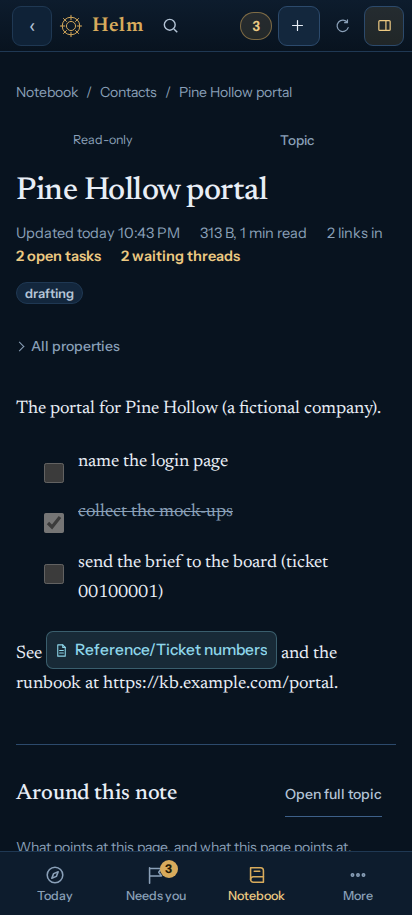 ‹ Helm 3 +
Notebook / Contacts / Pine Hollow portal
Read-only Topic
Pine Hollow portal
Updated today 10:43 PM 313 B, 1 min read 2 links in
2 open tasks 2 waiting threads
drafting
All properties
The portal for Pine Hollow (a fictional company).
name the login page
collect the mock-ups
send the brief to the board (ticket
00100001)
See Reference/Ticket numbers and the
runbook at https://kb.example.com/portal.
Around this note Open full topic
What points at this page, and what this page points at.
3
Today Needs you Notebook More